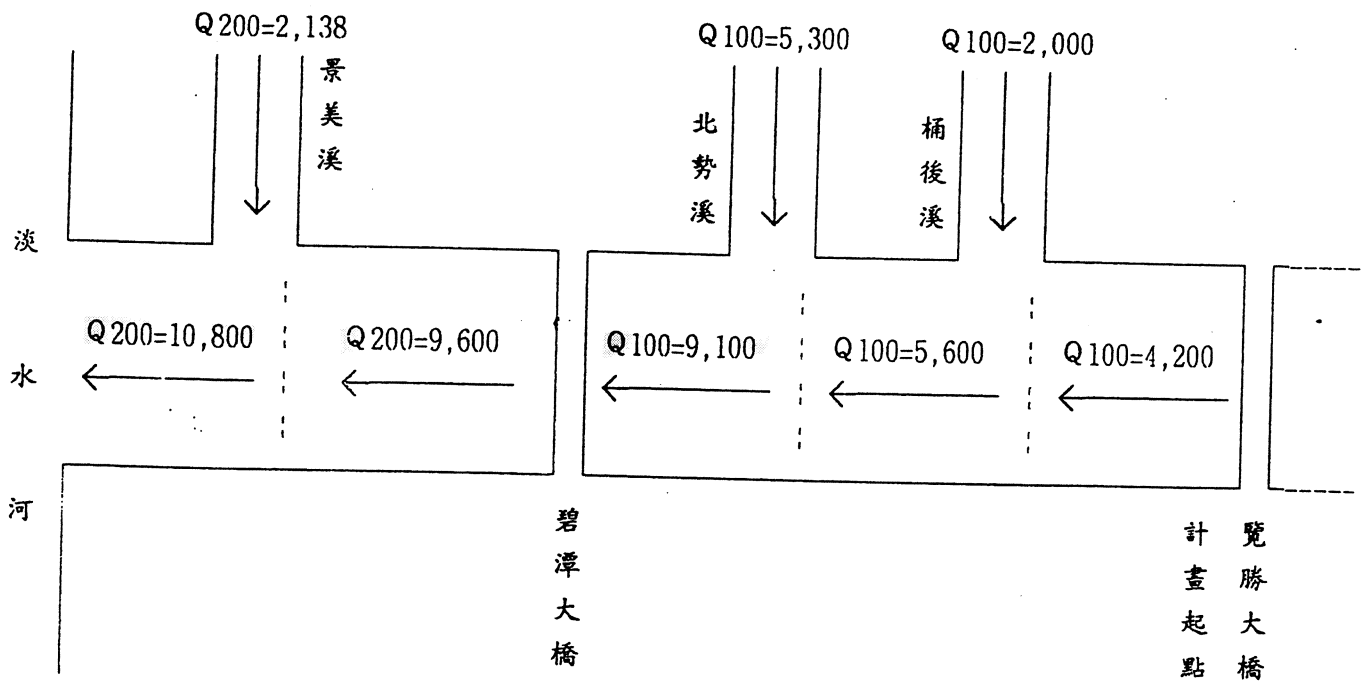 Q200=2,138
Q100=5,300
Q100=2,000
景美溪
北勢溪
桶後溪
淡水河
Q200=10,800
Q200=9,600
Q100=9,100
Q100=5,600
Q100=4,200
碧潭大橋
計畫起點
覽勝大橋